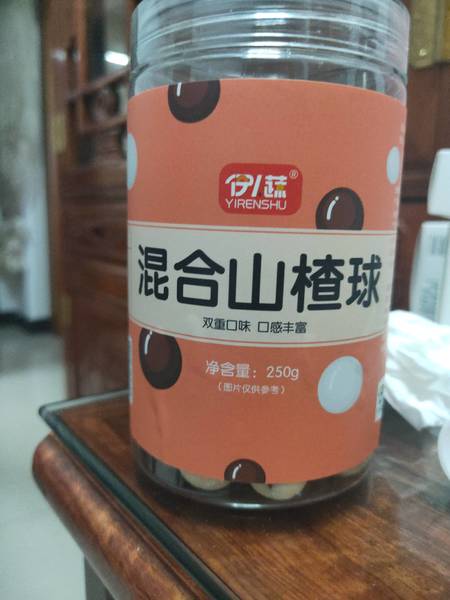 伊人蔬®
YIRENSHU
混合山楂球
双重口味 口感丰富
净含量：250g
（图片仅供参考）